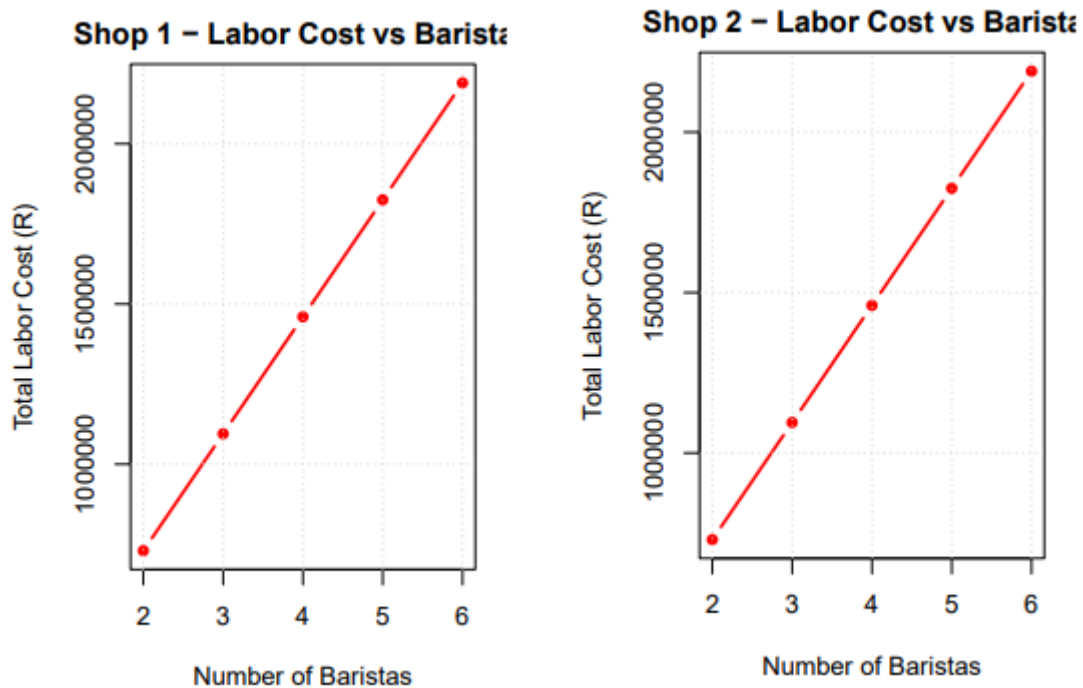 Shop 1 − Labor Cost vs Barista
Total Labor Cost (R)
2000000
1500000
1000000
2 3 4 5 6
Number of Baristas
Shop 2 − Labor Cost vs Barista
Total Labor Cost (R)
2000000
1500000
1000000
2 3 4 5 6
Number of Baristas